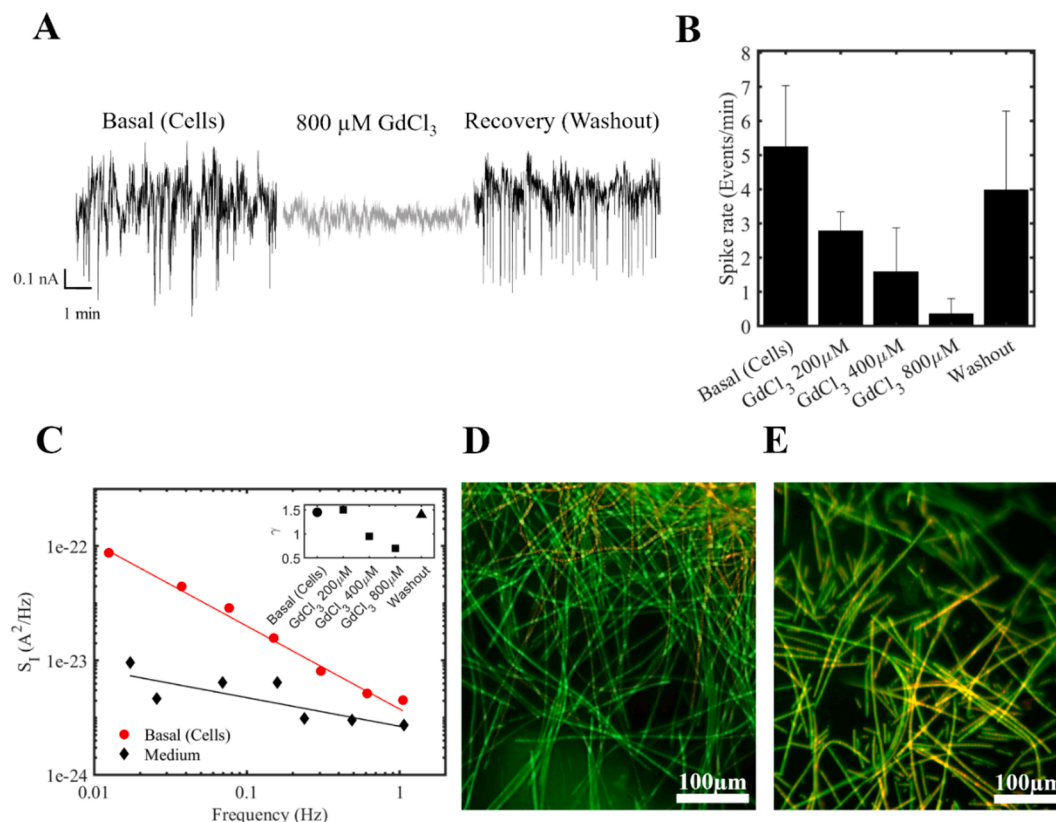 A
Basal (Cells)
800 µM GdCl₃
Recovery (Washout)
0.1 nA
1 min
B
Spike rate (Events/min)
8
7
6
5
4
3
2
1
0
Basal (Cells)
GdCl₃ 200µM
GdCl₃ 400µM
GdCl₃ 800µM
Washout
C
S_I (A²/Hz)
1e-22
1e-23
1e-24
0.01
0.1
1
Frequency (Hz)
Basal (Cells)
Medium
γ
1.5
1
0.5
Basal (Cells)
GdCl₃ 200µM
GdCl₃ 400µM
GdCl₃ 800µM
Washout
D
100µm
E
100µm